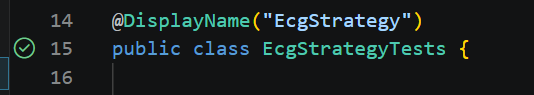 14 @DisplayName("EcgStrategy")
15 public class EcgStrategyTests {
16